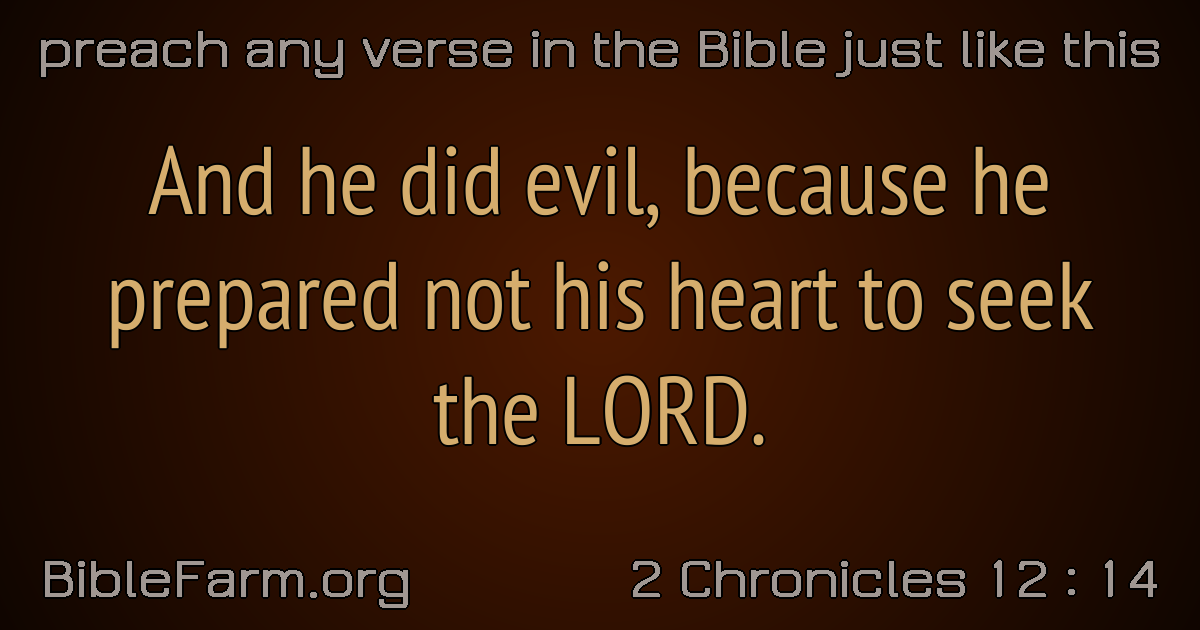 preach any verse in the Bible just like this
And he did evil, because he
prepared not his heart to seek
the LORD.
BibleFarm.org
2 Chronicles 12 : 14